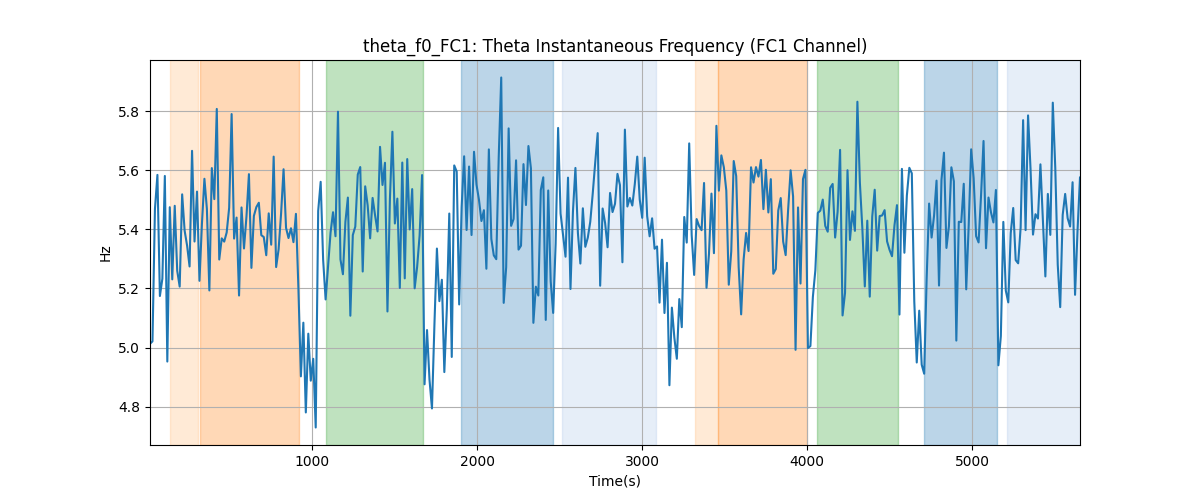 theta_f0_FC1: Theta Instantaneous Frequency (FC1 Channel)
Hz
5.8
5.6
5.4
5.2
5.0
4.8
1000 2000 3000 4000 5000
Time(s)